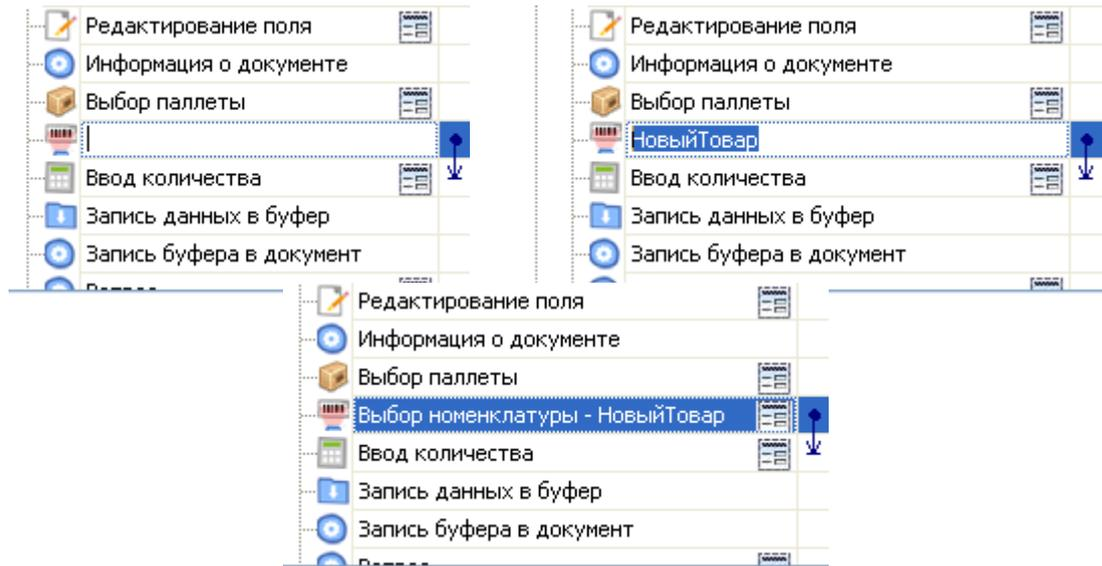 Редактирование поля
Информация о документе
Выбор паллеты
Ввод количества
Запись данных в буфер
Запись буфера в документ
Редактирование поля
Информация о документе
Выбор паллеты
НовыйТовар
Ввод количества
Запись данных в буфер
Запись буфера в документ
Редактирование поля
Информация о документе
Выбор паллеты
Выбор номенклатуры - НовыйТовар
Ввод количества
Запись данных в буфер
Запись буфера в документ